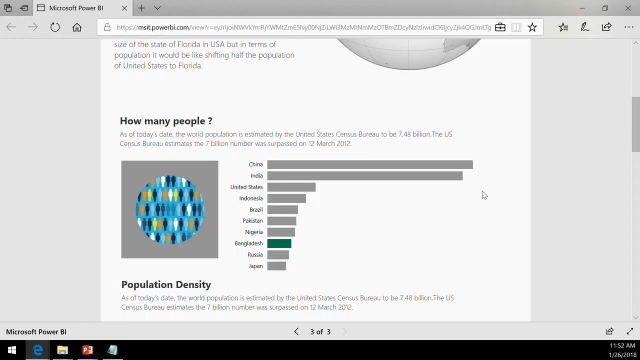 Microsoft Power BI
https://msit.powerbi.com/view?r=
size of the state of Florida in USA but in terms of
population it would be like shifting half the population
of United States to Florida.
How many people ?
As of today's date, the world population is estimated by the United States Census Bureau to be 7.48 billion.The US
Census Bureau estimates the 7 billion number was surpassed on 12 March 2012.
China
India
United States
Indonesia
Brazil
Pakistan
Nigeria
Bangladesh
Russia
Japan
Population Density
As of today's date, the world population is estimated by the United States Census Bureau to be 7.48 billion.The US
Census Bureau estimates the 7 billion number was surpassed on 12 March 2012.
Microsoft Power BI
3 of 3
11:52 AM
1/26/2018